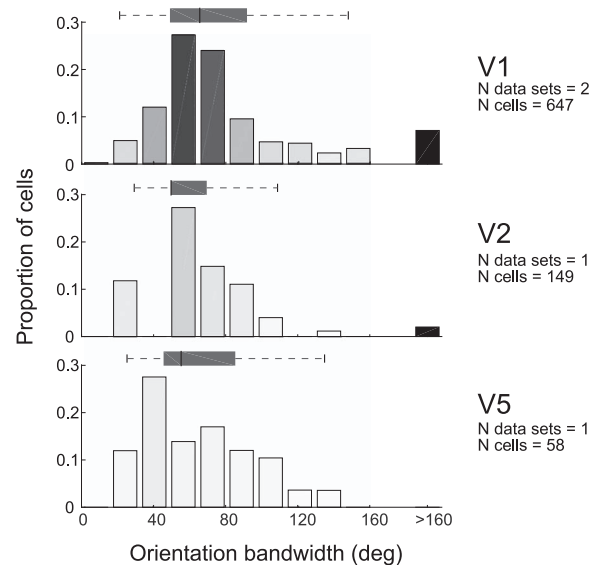 0.3
0.2
0.1
0
V1
N data sets = 2
N cells = 647
0.3
0.2
0.1
0
V2
N data sets = 1
N cells = 149
0.3
0.2
0.1
0
V5
N data sets = 1
N cells = 58
Proportion of cells
0 40 80 120 160 >160
Orientation bandwidth (deg)